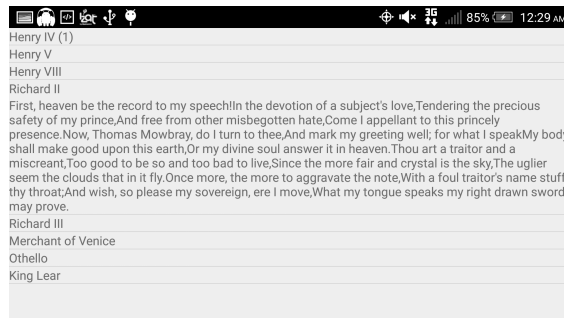 3G 85% 12:29 AM
Henry IV (1)
Henry V
Henry VIII
Richard II
First, heaven be the record to my speech!In the devotion of a subject's love,Tendering the precious
safety of my prince,And free from other misbegotten hate,Come I appellant to this princely
presence.Now, Thomas Mowbray, do I turn to thee,And mark my greeting well; for what I speakMy body
shall make good upon this earth,Or my divine soul answer it in heaven.Thou art a traitor and a
miscreant,Too good to be so and too bad to live,Since the more fair and crystal is the sky,The uglier
seem the clouds that in it fly.Once more, the more to aggravate the note,With a foul traitor's name stuff
thy throat;And wish, so please my sovereign, ere I move,What my tongue speaks my right drawn sword
may prove.
Richard III
Merchant of Venice
Othello
King Lear